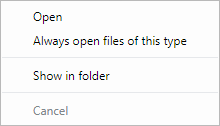 Open
Always open files of this type
Show in folder
Cancel